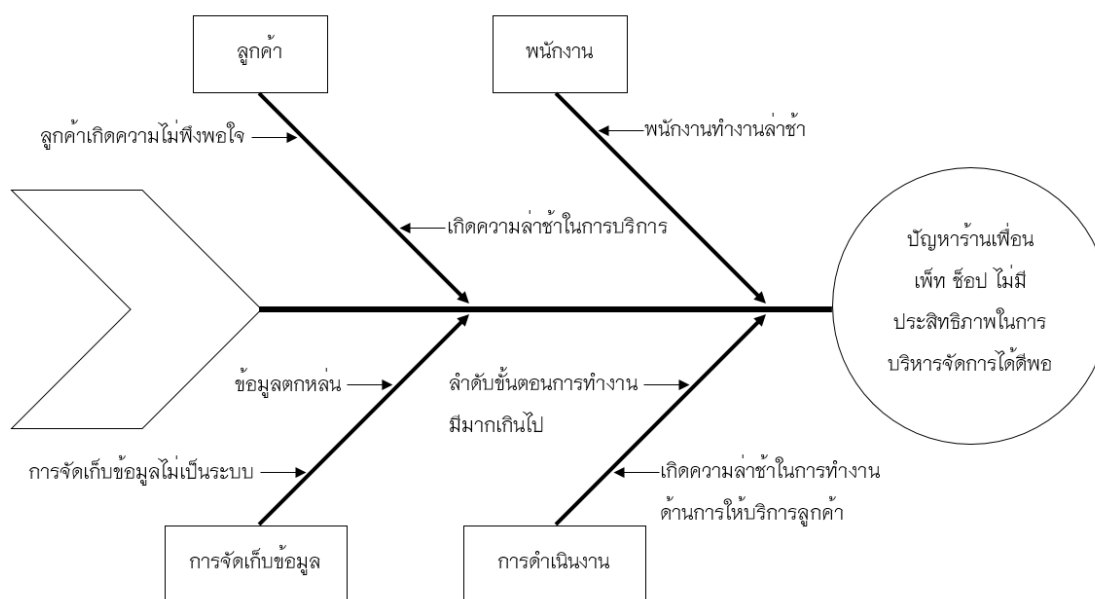 ลูกค้า
พนักงาน
ลูกค้าเกิดความไม่พึงพอใจ
พนักงานทำงานล่าช้า
เกิดความล่าช้าในการบริการ
ปัญหาร้านเพื่อน
เพ็ท ช็อป ไม่มี
ประสิทธิภาพในการ
บริหารจัดการได้ดีพอ
ข้อมูลตกหล่น
ลำดับขั้นตอนการทำงาน
มีมากเกินไป
การจัดเก็บข้อมูลไม่เป็นระบบ
เกิดความล่าช้าในการทำงาน
ด้านการให้บริการลูกค้า
การจัดเก็บข้อมูล
การดำเนินงาน